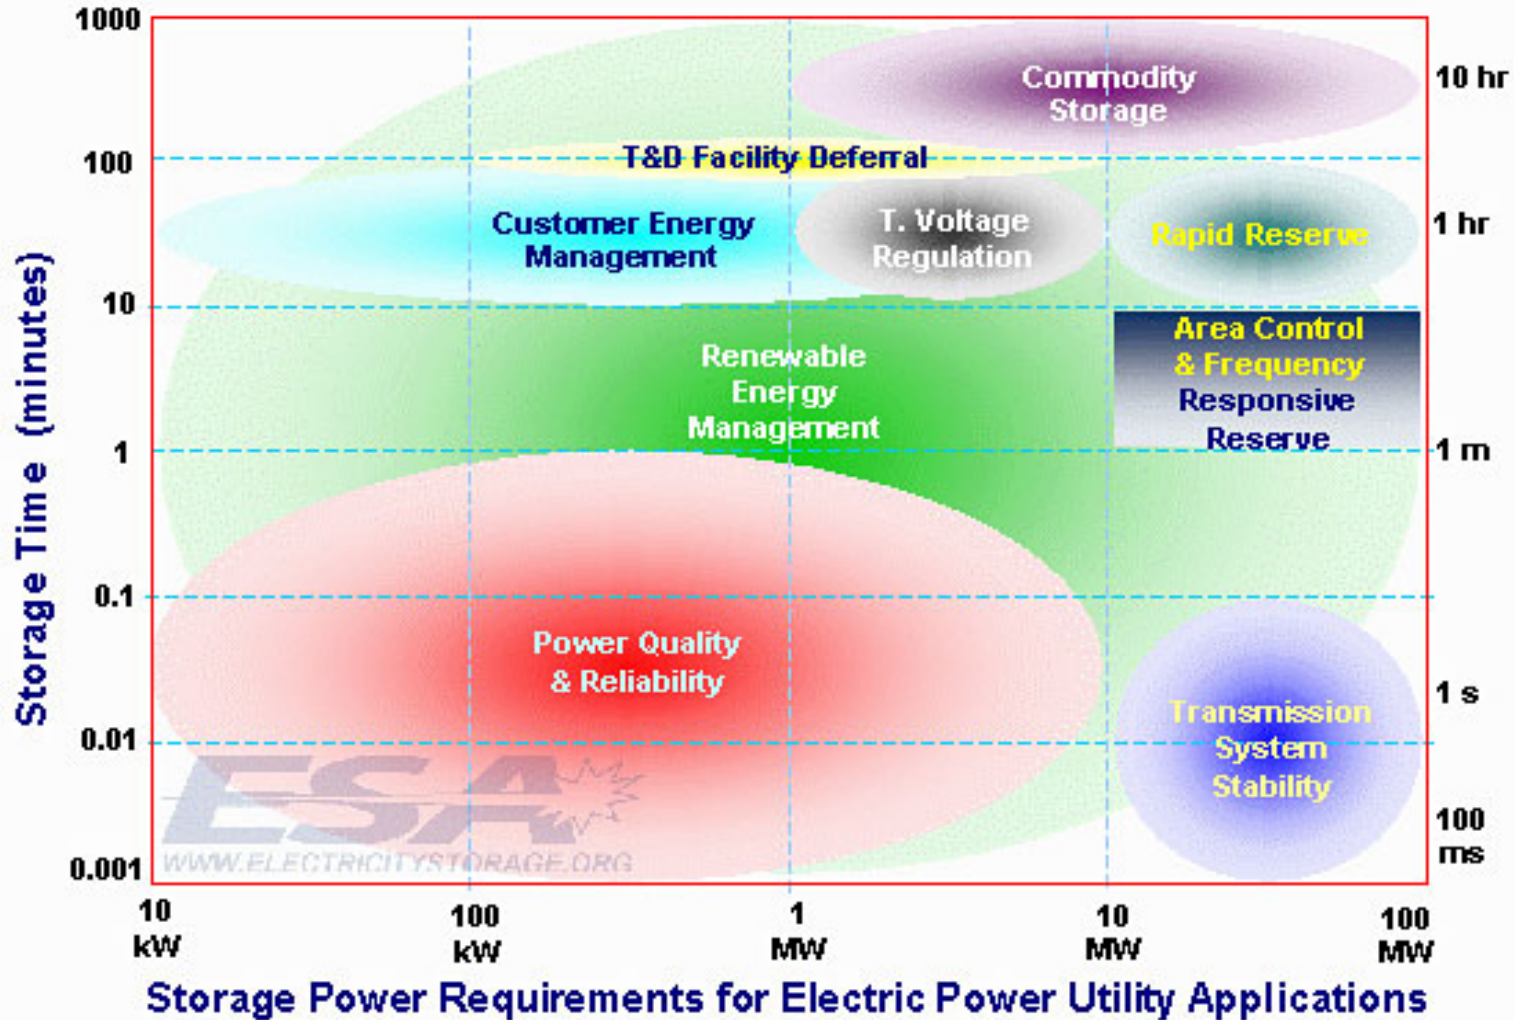 1000
10 hr
Commodity
Storage
100
T&D Facility Deferral
Customer Energy
Management
T. Voltage
Regulation
Rapid Reserve
1 hr
10
Area Control
& Frequency
Responsive
Reserve
Renewable
Energy
Management
1
1 m
0.1
Power Quality
& Reliability
1 s
Transmission
System
Stability
0.01
ESA
WWW.ELECTRICITYSTORAGE.ORG
100
ms
0.001
10
kW
100
kW
1
MW
10
MW
100
MW
Storage Time (minutes)
Storage Power Requirements for Electric Power Utility Applications